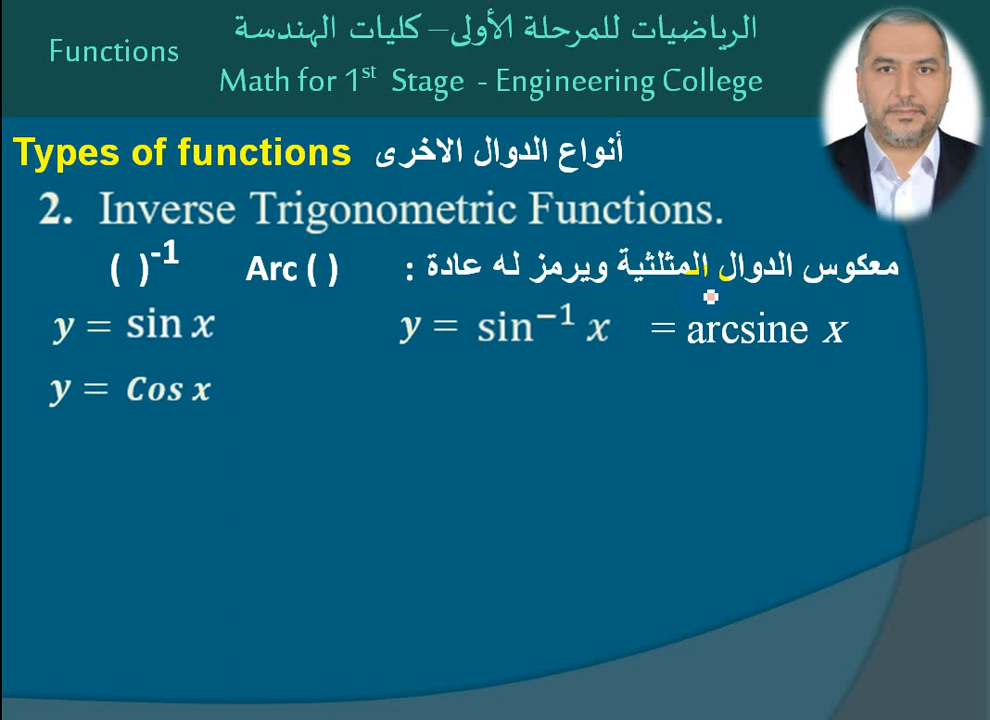 Functions
الرياضيات للمرحلة الأولى – كليات الهندسة
Math for 1st Stage - Engineering College
Types of functions أنواع الدوال الاخرى
2. Inverse Trigonometric Functions.
معكوس الدوال المثلثية ويرمز له عادة : Arc ( ) ( )⁻¹
y = sin x y = sin⁻¹ x = arcsine x
y = Cos x